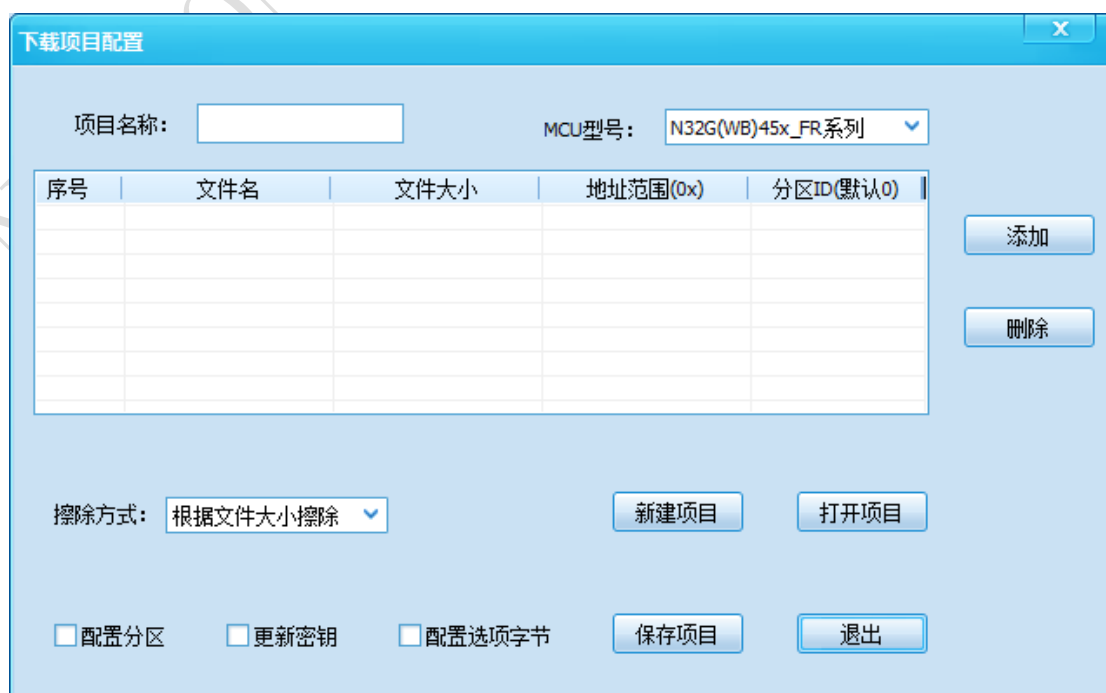 下载项目配置
项目名称：
MCU型号： N32G(WB)45x_FR系列
序号 文件名 文件大小 地址范围(0x) 分区ID(默认0)
添加
删除
擦除方式： 根据文件大小擦除 新建项目 打开项目
配置分区 更新密钥 配置选项字节 保存项目 退出